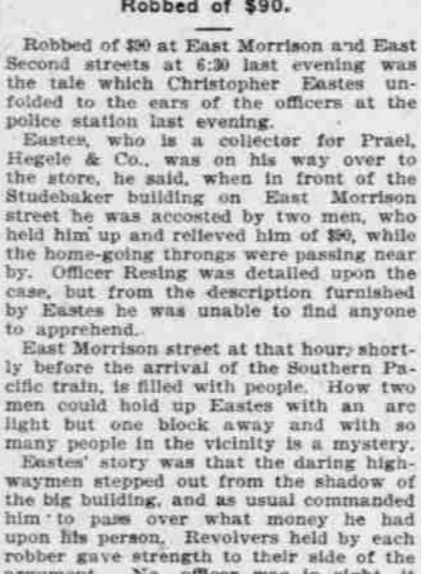 Robbed of $90.
Robbed of $90 at East Morrison and East
Second streets at 6:30 last evening was
the tale which Christopher Eastes un-
folded to the ears of the officers at the
police station last evening.
Eastes, who is a collector for Prael,
Hegele & Co., was on his way over to
the store, he said, when in front of the
Studebaker building on East Morrison
street he was accosted by two men, who
held him up and relieved him of $90, while
the home-going throngs were passing near
by. Officer Resing was detailed upon the
case, but from the description furnished
by Eastes he was unable to find anyone
to apprehend.
East Morrison street at that hour, short-
ly before the arrival of the Southern Pa-
cific train, is filled with people. How two
men could hold up Eastes with an arc
light but one block away and with so
many people in the vicinity is a mystery.
Eastes' story was that the daring high-
waymen stepped out from the shadow of
the big building, and as usual commanded
him to pass over what money he had
upon his person. Revolvers held by each
robber gave strength to their side of the